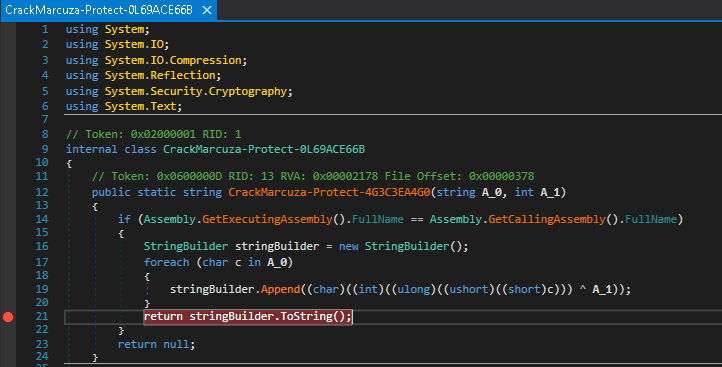 CrackMarcuza-Protect-0L69ACE66B ×
1 using System;
2 using System.IO;
3 using System.IO.Compression;
4 using System.Reflection;
5 using System.Security.Cryptography;
6 using System.Text;
7
8 // Token: 0x02000001 RID: 1
9 internal class CrackMarcuza-Protect-0L69ACE66B
10 {
11 // Token: 0x0600000D RID: 13 RVA: 0x00002178 File Offset: 0x00000378
12 public static string CrackMarcuza-Protect-4G3C3EA4G0(string A_0, int A_1)
13 {
14 if (Assembly.GetExecutingAssembly().FullName == Assembly.GetCallingAssembly().FullName)
15 {
16 StringBuilder stringBuilder = new StringBuilder();
17 foreach (char c in A_0)
18 {
19 stringBuilder.Append((char)((int)((ulong)((ushort)((short)c))) ^ A_1));
20 }
21 return stringBuilder.ToString();
22 }
23 return null;
24 }